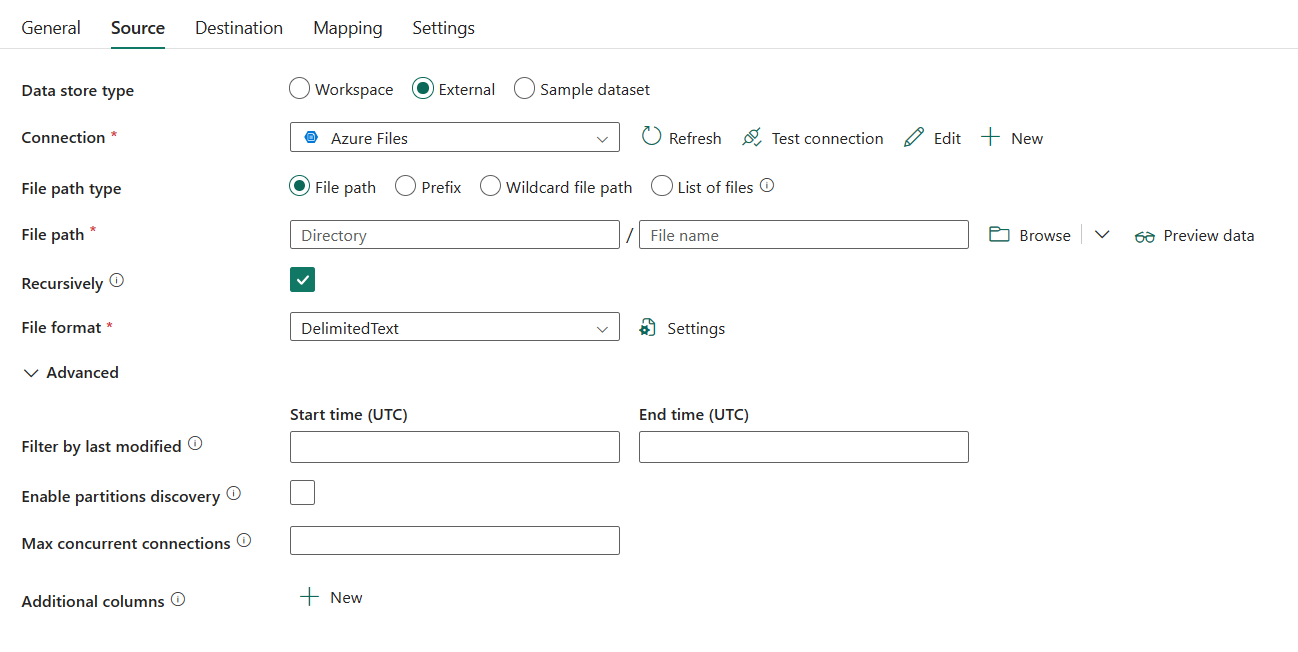 General Source Destination Mapping Settings
Data store type Workspace External Sample dataset
Connection * Azure Files Refresh Test connection Edit New
File path type File path Prefix Wildcard file path List of files
File path * Directory / File name Browse Preview data
Recursively
File format * DelimitedText Settings
Advanced
Start time (UTC) End time (UTC)
Filter by last modified
Enable partitions discovery
Max concurrent connections
Additional columns New